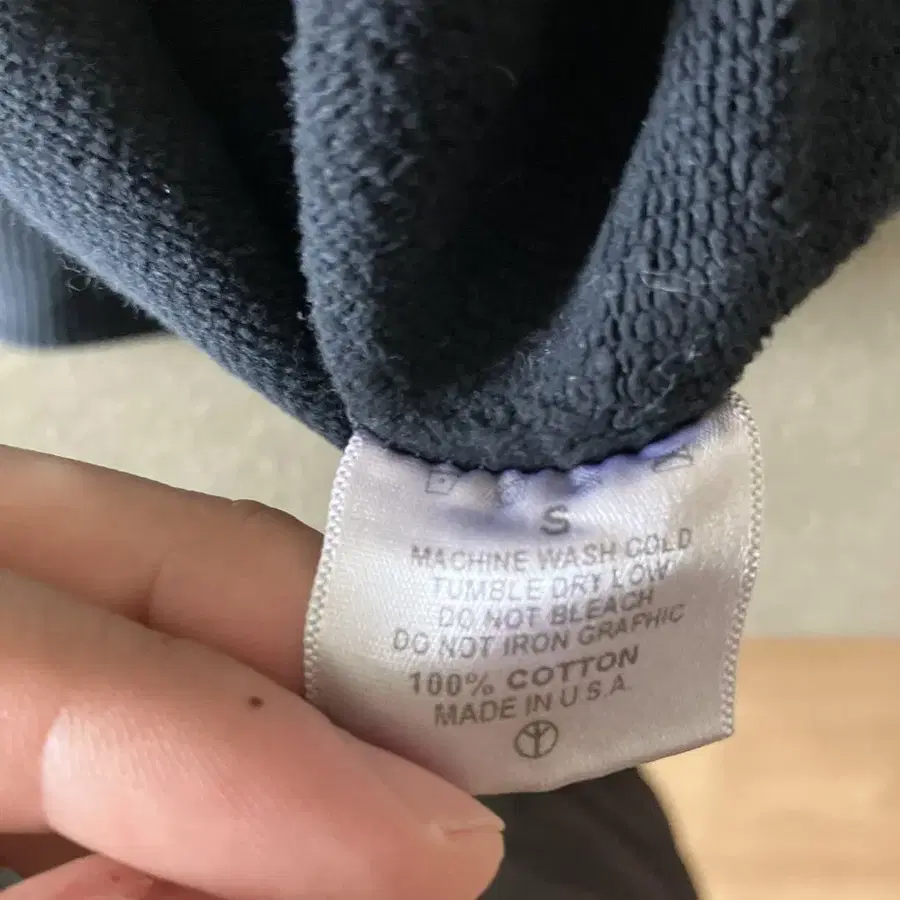 S
MACHINE WASH COLD
TUMBLE DRY LOW
DO NOT BLEACH
DO NOT IRON GRAPHIC
100% COTTON
MADE IN U.S.A.